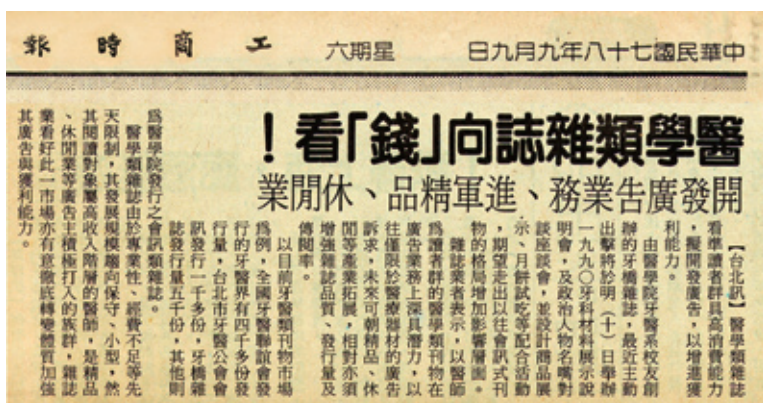 中華民國七十八年九月九日 星期六 工商時報
醫學類雜誌向「錢」看！
開發廣告業務、進軍精品、休閒業
【台北訊】醫學類雜誌
看準讀者群具高消費能力
，擬開發廣告，以增進獲
利能力。
由醫學院牙醫系校友創
辦的牙橋雜誌，最近主動
出擊將於明（十）日舉辦
一九九〇牙科材料展示說
明會，及政治人物名嘴對
談座談會，並設計商品展
示、月餅試吃等配合活動
，期望走出以往會訊式刊
物的格局增加影響層面。
雜誌業者表示，以醫師
為讀者群的醫學類刊物在
廣告業務上深具潛力，以
往僅限於醫療器材的廣告
訴求，未來可朝精品、休
閒等產業拓展，相對亦須
增強雜誌品質、發行量及
傳閱率。
以目前牙醫類刊物市場
為例，全國牙醫聯誼會發
行的牙醫界有四千多份發
行量，台北市牙醫公會會
訊發行一千多份，牙橋雜
誌發行量五千份，其他則
為醫學院發行之會訊類雜誌。
醫學類雜誌由於專業性、經費不足等先
天限制，其發展規模趨向保守、小型，然
其閱讀對象屬高收入階層的醫師，是精品
、休閒業等廣告主積極打入的族群，雜誌
業看好此一市場亦有意徹底轉變體質加強
其廣告與獲利能力。